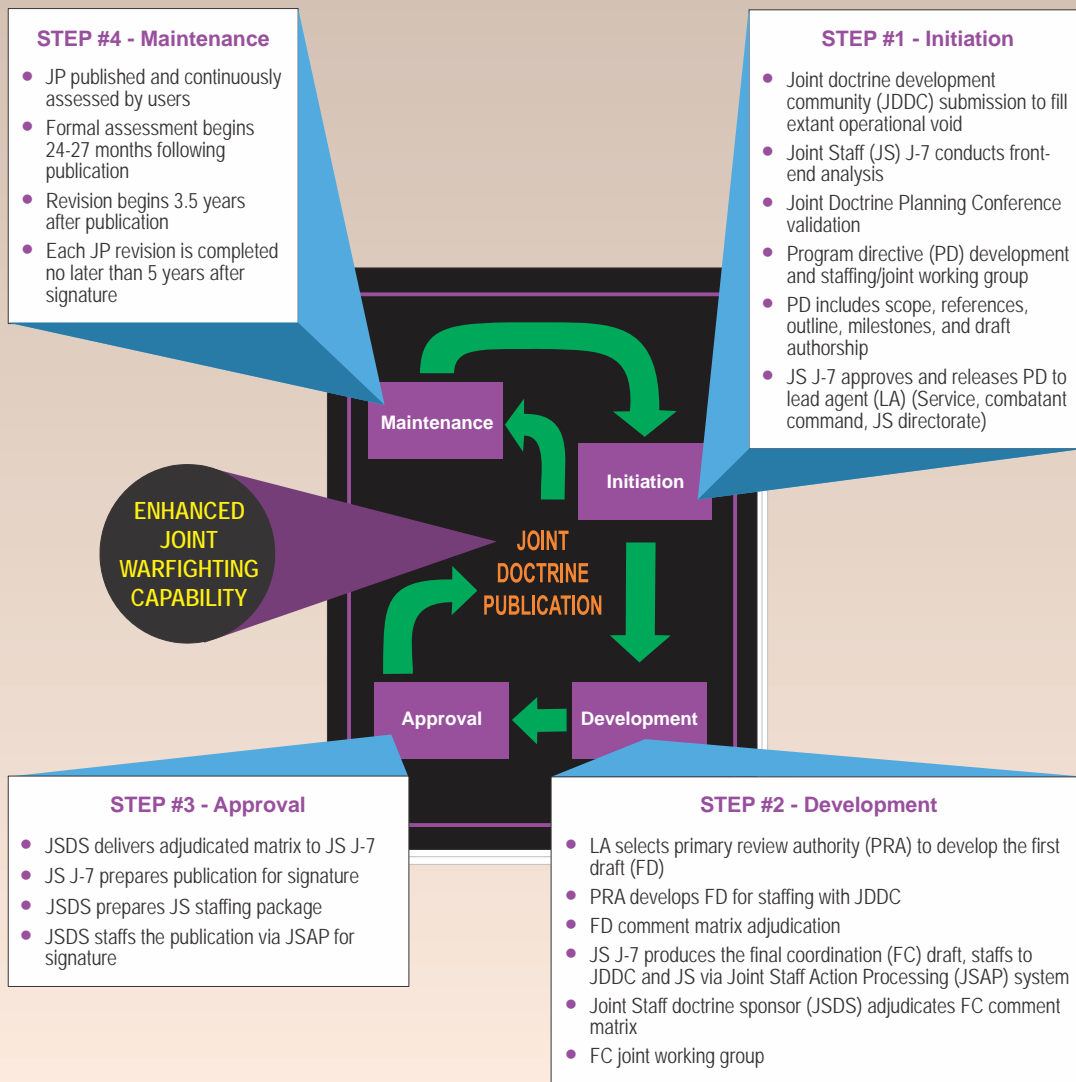 STEP #4 - Maintenance
• JP published and continuously
assessed by users
• Formal assessment begins
24-27 months following
publication
• Revision begins 3.5 years
after publication
• Each JP revision is completed
no later than 5 years after
signature
STEP #1 - Initiation
• Joint doctrine development
community (JDDC) submission to fill
extant operational void
• Joint Staff (JS) J-7 conducts front-
end analysis
• Joint Doctrine Planning Conference
validation
• Program directive (PD) development
and staffing/joint working group
• PD includes scope, references,
outline, milestones, and draft
authorship
• JS J-7 approves and releases PD to
lead agent (LA) (Service, combatant
command, JS directorate)
Maintenance
Initiation
ENHANCED
JOINT
WARFIGHTING
CAPABILITY
JOINT
DOCTRINE
PUBLICATION
Approval
Development
STEP #3 - Approval
• JSDS delivers adjudicated matrix to JS J-7
• JS J-7 prepares publication for signature
• JSDS prepares JS staffing package
• JSDS staffs the publication via JSAP for
signature
STEP #2 - Development
• LA selects primary review authority (PRA) to develop the first
draft (FD)
• PRA develops FD for staffing with JDDC
• FD comment matrix adjudication
• JS J-7 produces the final coordination (FC) draft, staffs to
JDDC and JS via Joint Staff Action Processing (JSAP) system
• Joint Staff doctrine sponsor (JSDS) adjudicates FC comment
matrix
• FC joint working group